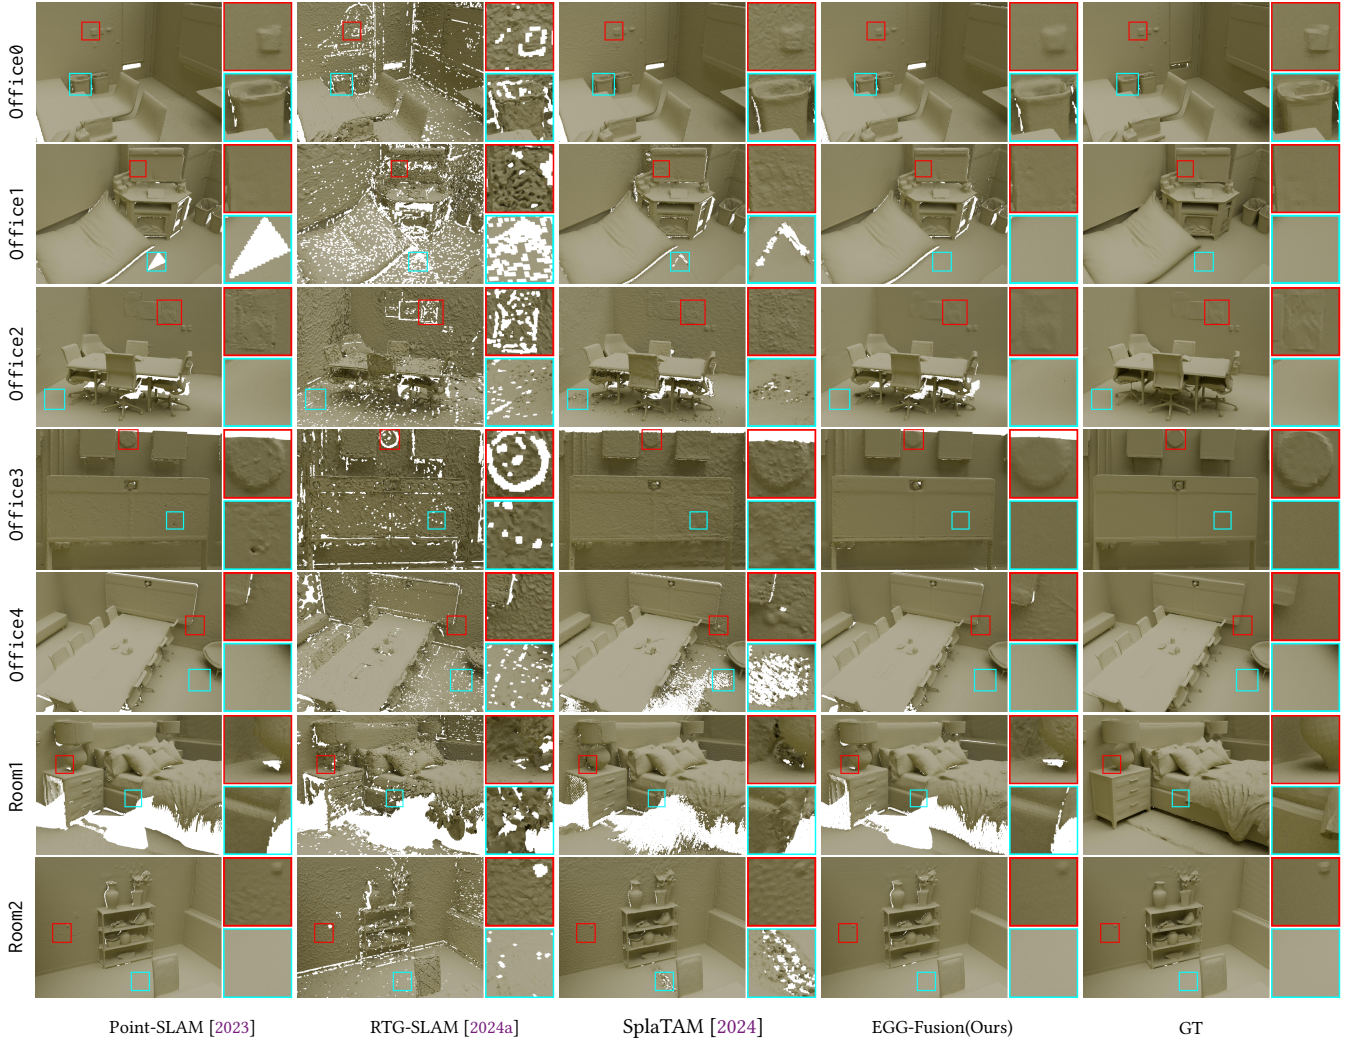 Office0
Office1
Office2
Office3
Office4
Room1
Room2
Point-SLAM [2023]
RTG-SLAM [2024a]
SplaTAM [2024]
EGG-Fusion(Ours)
GT